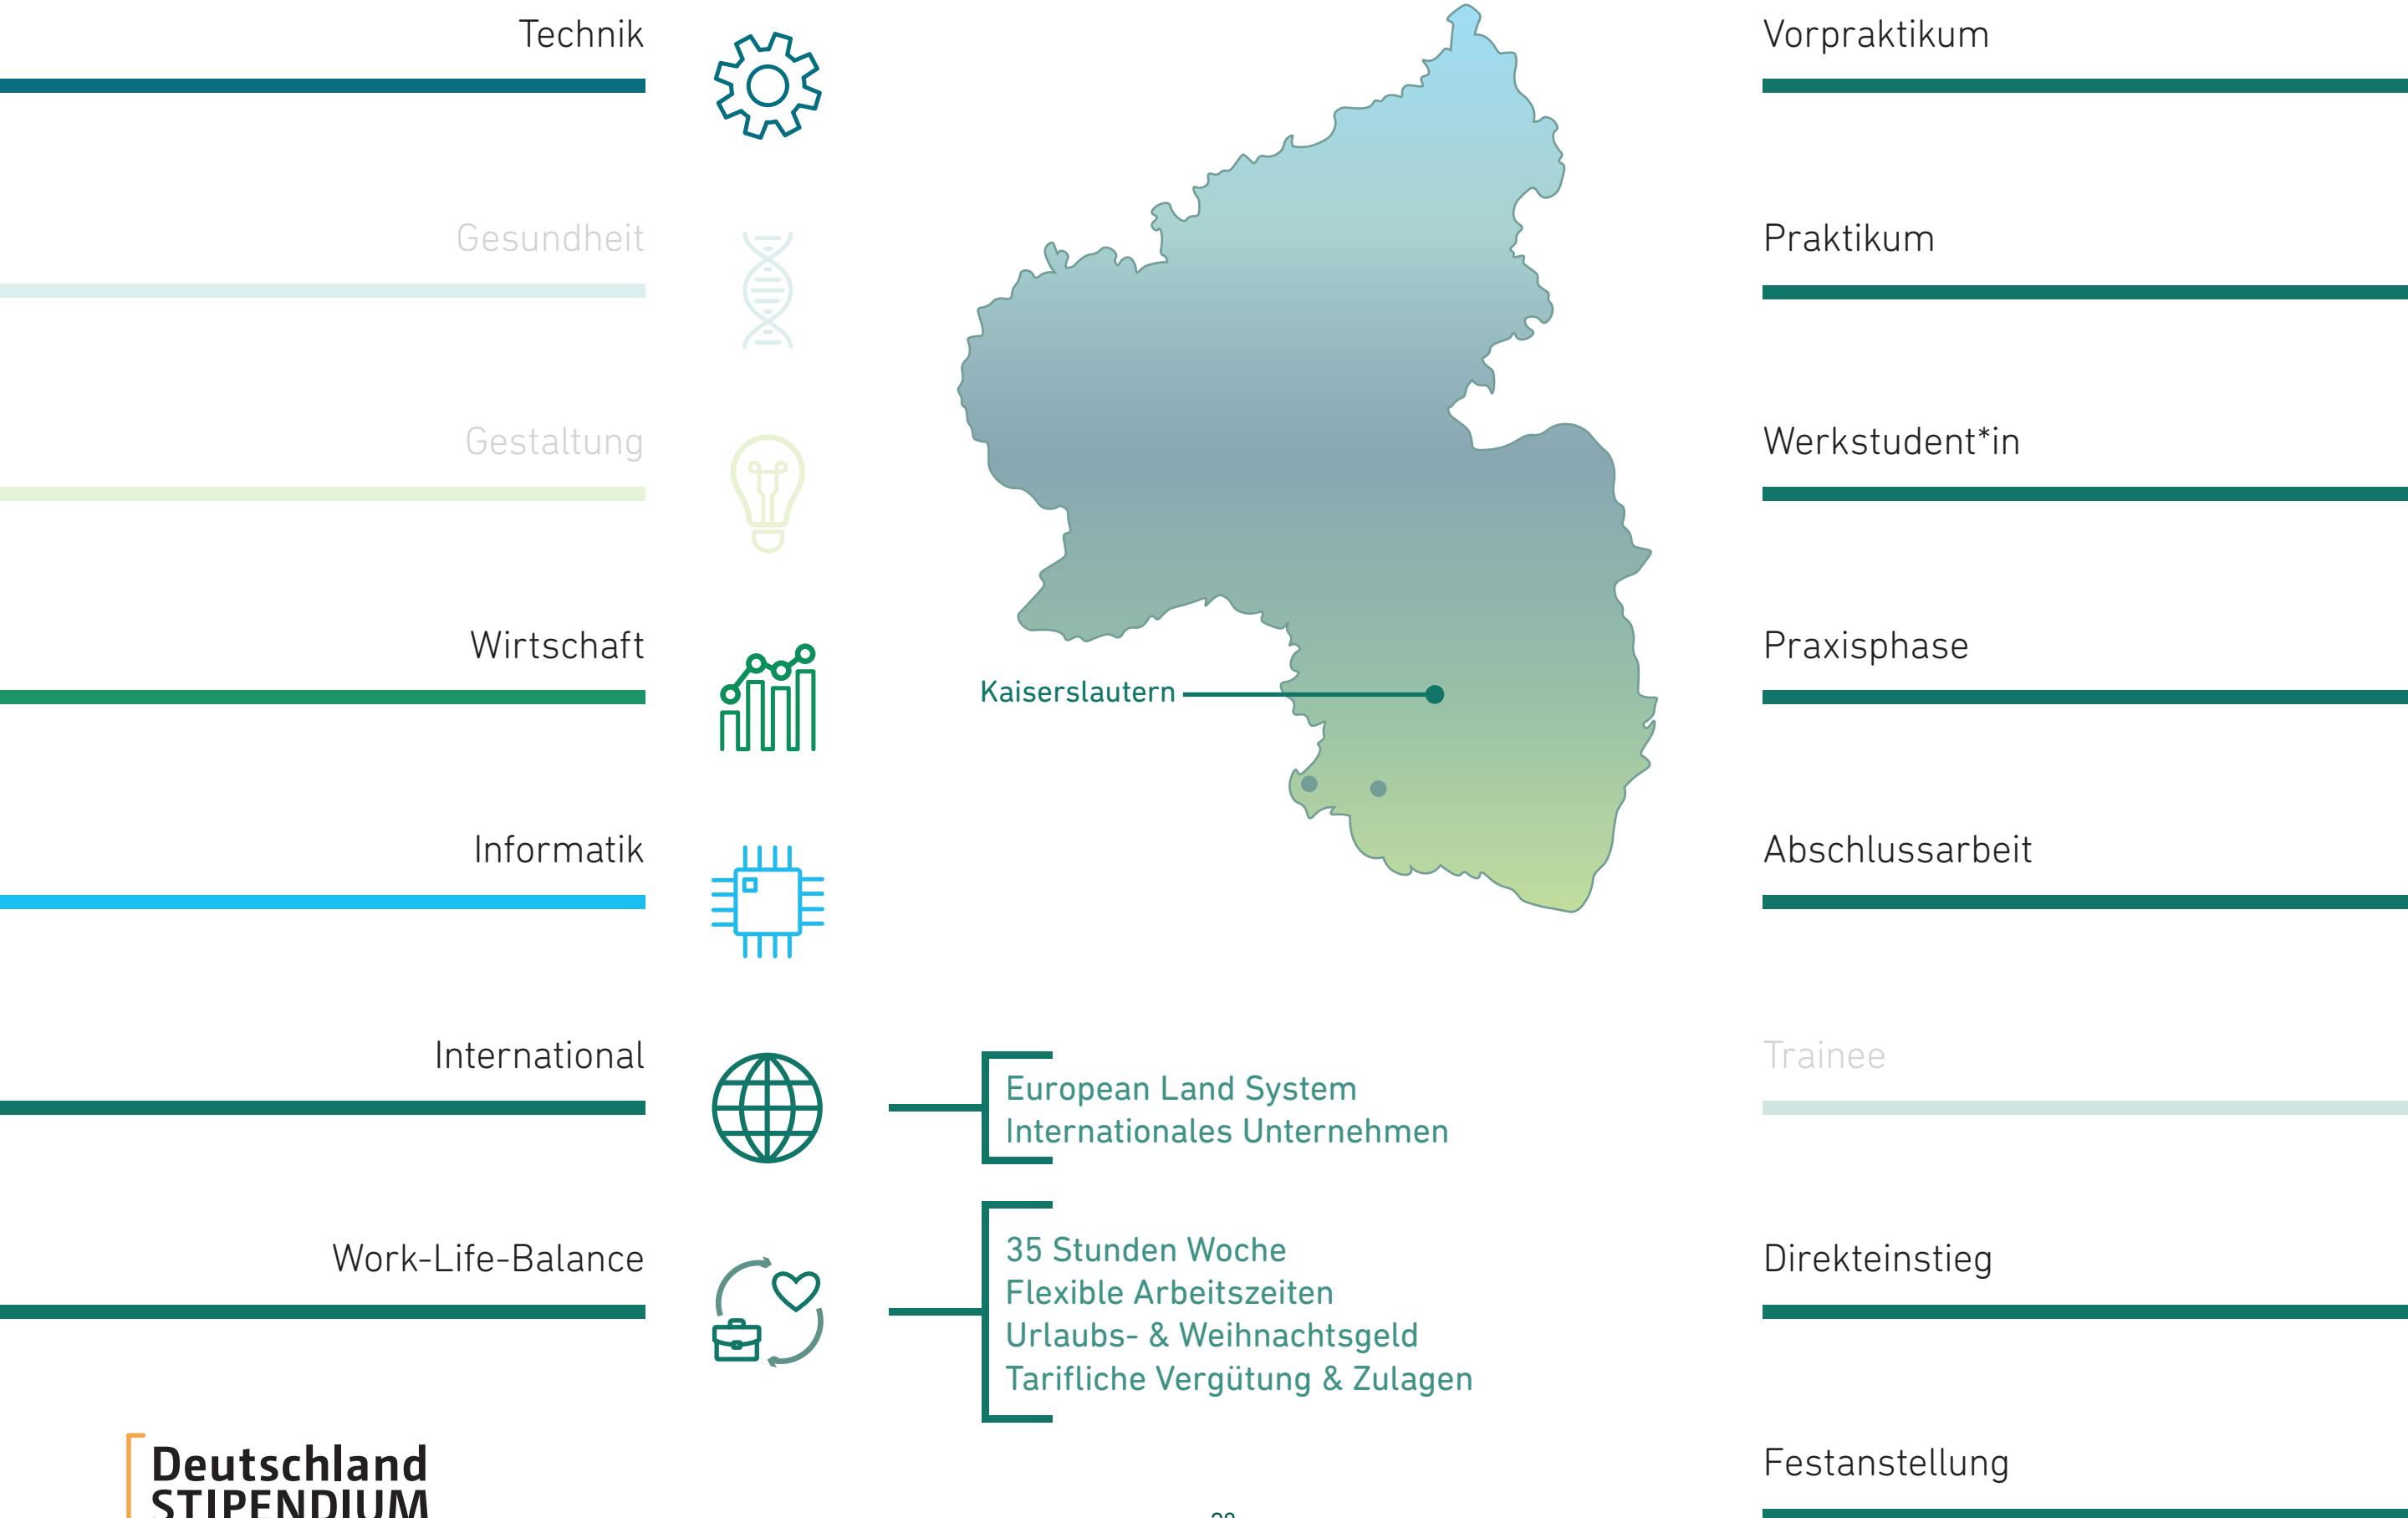 Technik
Gesundheit
Gestaltung
Wirtschaft
Informatik
International
Work-Life-Balance
Kaiserslautern
European Land System
Internationales Unternehmen
35 Stunden Woche
Flexible Arbeitszeiten
Urlaubs- & Weihnachtsgeld
Tarifliche Vergütung & Zulagen
Vorpraktikum
Praktikum
Werkstudent*in
Praxisphase
Abschlussarbeit
Trainee
Direkteinstieg
Festanstellung
Deutschland
STIPENDIUM